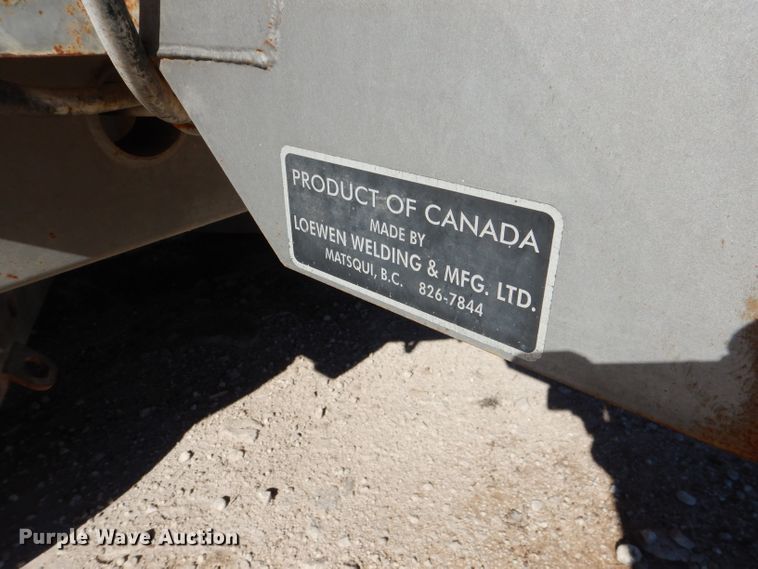 PRODUCT OF CANADA
MADE BY
LOEWEN WELDING & MFG. LTD.
MATSQUI, B.C. 826-7844
Purple Wave Auction